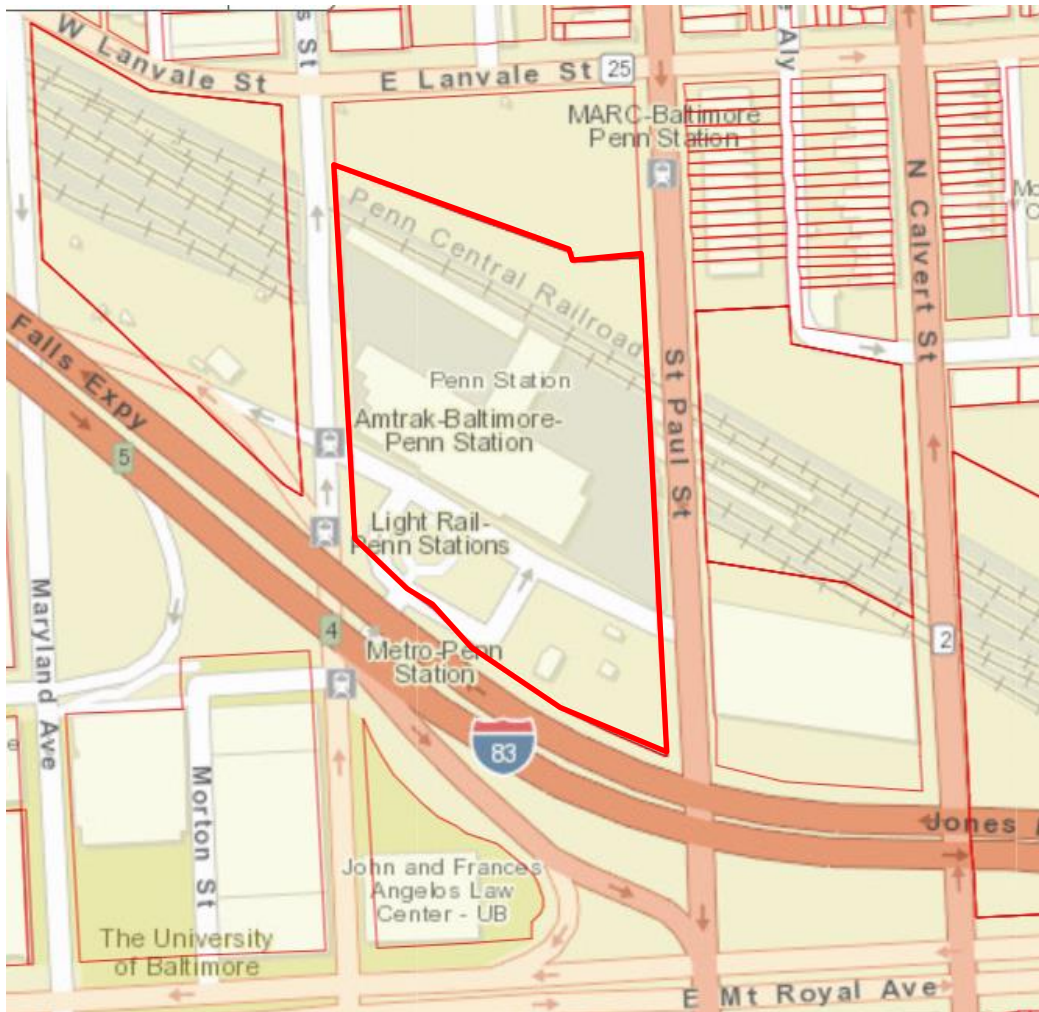 W Lanvale St
s St
E Lanvale St
25
Aly
MARC-Baltimore
Penn Station
N Calvert St
Penn Central Railroad
Falls Expy
St Paul St
Penn Station
Amtrak-Baltimore-
Penn Station
5
Light Rail-
Penn Stations
Maryland Ave
4
2
Metro-Penn
Station
83
Morton St
Jones
John and Frances
Angelos Law
Center - UB
The University
of Baltimore
E Mt Royal Ave